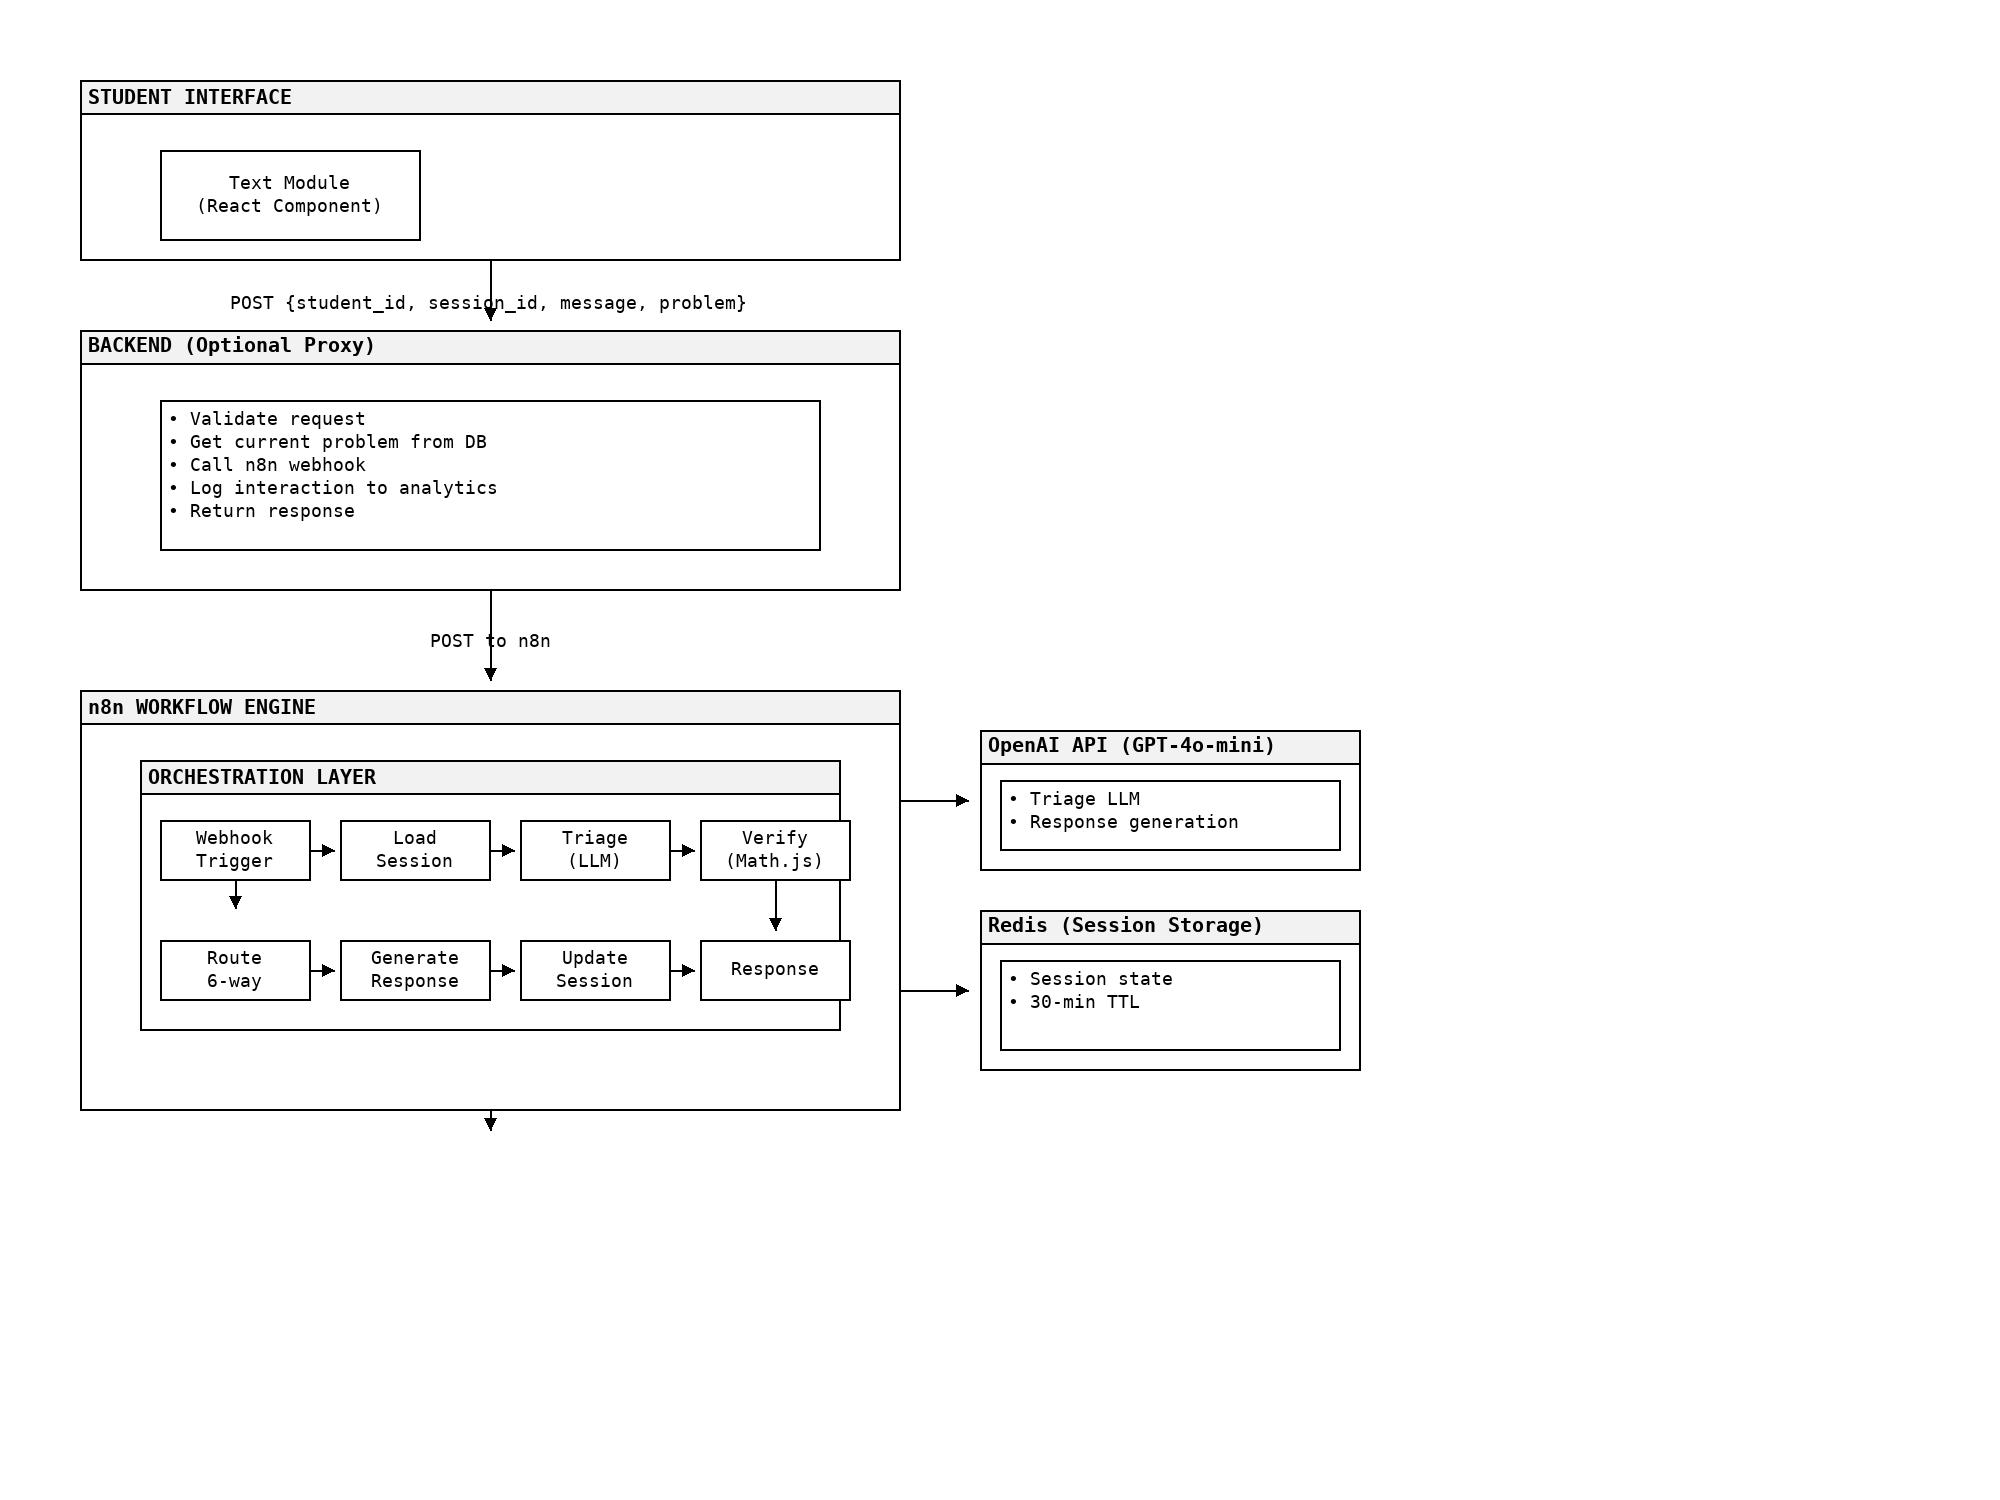 STUDENT INTERFACE
Text Module
(React Component)
POST {student_id, session_id, message, problem}
BACKEND (Optional Proxy)
• Validate request
• Get current problem from DB
• Call n8n webhook
• Log interaction to analytics
• Return response
POST to n8n
n8n WORKFLOW ENGINE
ORCHESTRATION LAYER
Webhook
Trigger
Load
Session
Triage
(LLM)
Verify
(Math.js)
Route
6-way
Generate
Response
Update
Session
Response
OpenAI API (GPT-4o-mini)
• Triage LLM
• Response generation
Redis (Session Storage)
• Session state
• 30-min TTL